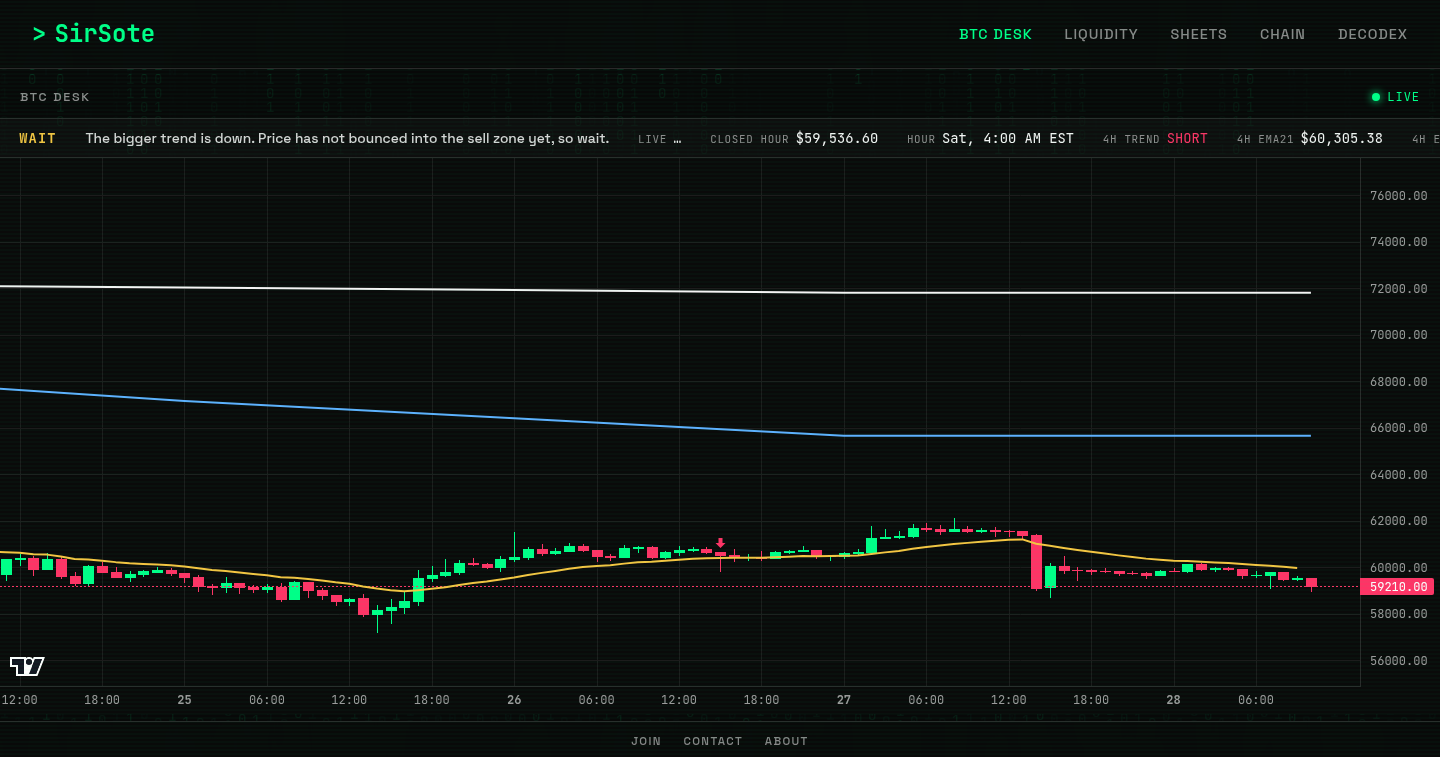 > SirSote
BTC DESK LIQUIDITY SHEETS CHAIN DECODEX
BTC DESK LIVE
WAIT The bigger trend is down. Price has not bounced into the sell zone yet, so wait. LIVE … CLOSED HOUR $59,536.60 HOUR Sat, 4:00 AM EST 4H TREND SHORT 4H EMA21 $60,305.38 4H E
76000.00
74000.00
72000.00
70000.00
68000.00
66000.00
64000.00
62000.00
60000.00
59210.00
58000.00
56000.00
12:00 18:00 25 06:00 12:00 18:00 26 06:00 12:00 18:00 27 06:00 12:00 18:00 28 06:00
JOIN CONTACT ABOUT